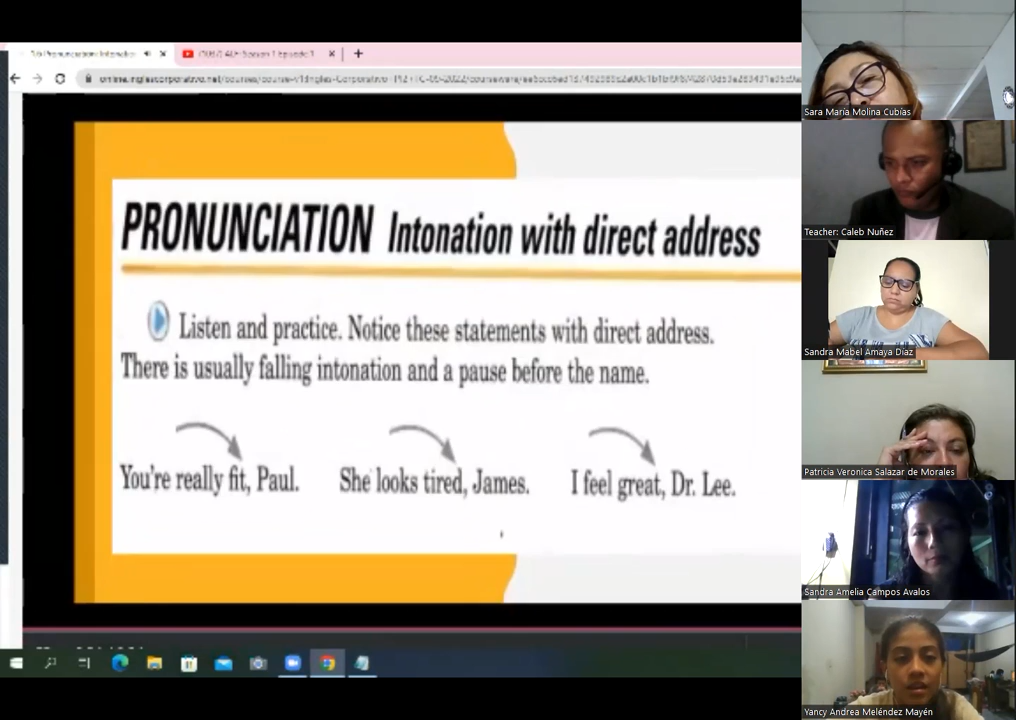 PRONUNCIATION Intonation with direct address
Listen and practice. Notice these statements with direct address.
There is usually falling intonation and a pause before the name.
You're really fit, Paul. She looks tired, James. I feel great, Dr. Lee.
Sara María Molina Cubías
Teacher: Caleb Nuñez
Sandra Mabel Amaya Diaz
Patricia Veronica Salazar de Morales
Sandra Amelia Campos Avalos
Yancy Andrea Meléndez Mayén